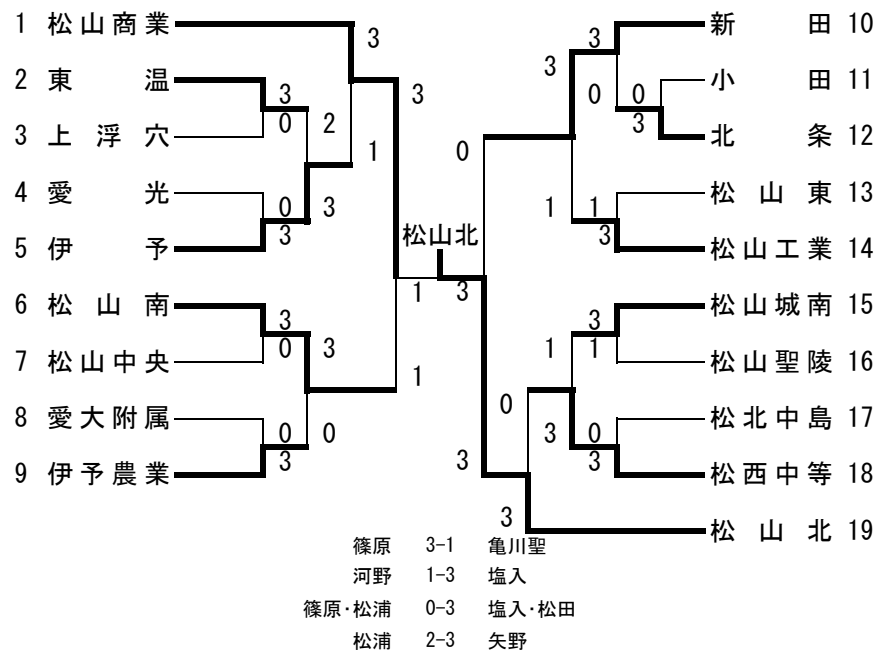 1 松山商業
2 東温
3 上浮穴
4 愛光
5 伊予
6 松山南
7 松山中央
8 愛大附属
9 伊予農業
3
3
0
2
1
3
0
3
3
3
0
3
1
0
0
3
松山北
1
3
新田 10
小田 11
北条 12
松山東 13
松山工業 14
松山城南 15
松山聖陵 16
松北中島 17
松西中等 18
松山北 19
3
3
0
0
3
0
1
1
3
3
1
1
0
3
0
3
3
3
篠原 3-1 亀川聖
河野 1-3 塩入
篠原・松浦 0-3 塩入・松田
松浦 2-3 矢野